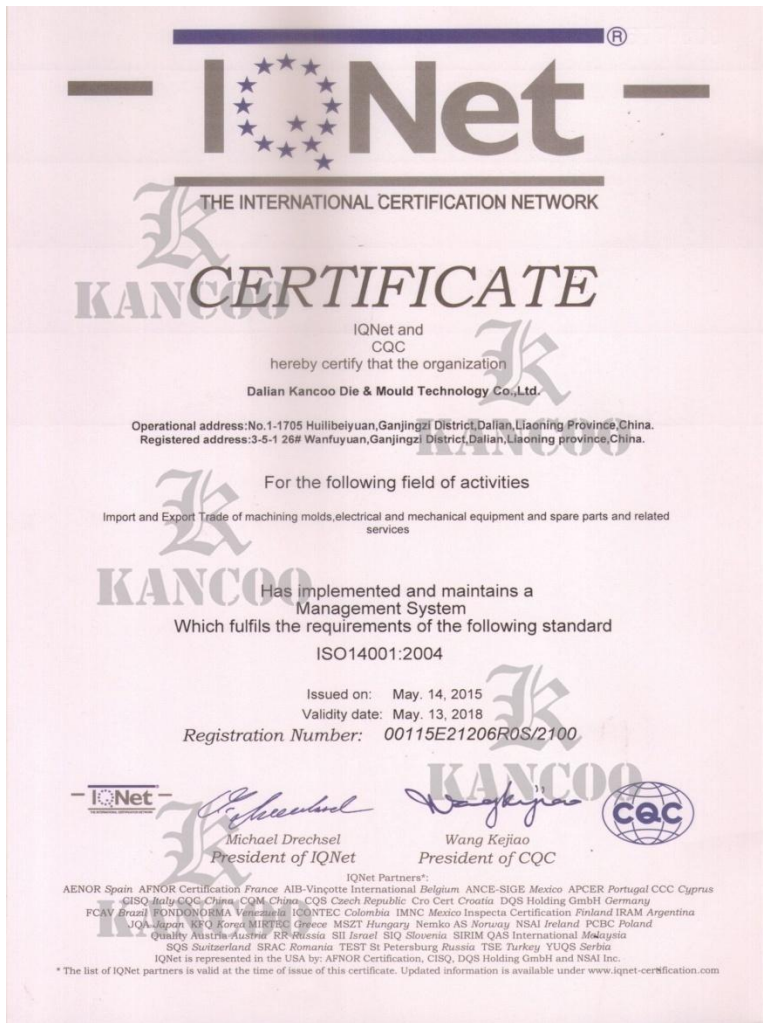 IQNet ®
THE INTERNATIONAL CERTIFICATION NETWORK
CERTIFICATE
IQNet and
CQC
hereby certify that the organization
Dalian Kancoo Die & Mould Technology Co.,Ltd.
Operational address:No.1-1705 Huilibeiyuan,Ganjingzi District,Dalian,Liaoning Province,China.
Registered address:3-5-1 26# Wanfuyuan,Ganjingzi District,Dalian,Liaoning province,China.
For the following field of activities
Import and Export Trade of machining molds,electrical and mechanical equipment and spare parts and related
services
Has implemented and maintains a
Management System
Which fulfils the requirements of the following standard
ISO14001:2004
Issued on: May. 14, 2015
Validity date: May. 13, 2018
Registration Number: 00115E21206R0S/2100
IQNet
CQC
Michael Drechsel
Wang Kejiao
President of IQNet
President of CQC
IQNet Partners*:
AENOR Spain AFNOR Certification France AIB-Vinçotte International Belgium ANCE-SIGE Mexico APCER Portugal CCC Cyprus
CISQ Italy CQC China CQM China CQS Czech Republic Cro Cert Croatia DQS Holding GmbH Germany
FCAV Brazil FONDONORMA Venezuela ICONTEC Colombia IMNC Mexico Inspecta Certification Finland IRAM Argentina
JQA Japan KFQ Korea MIRTEC Greece MSZT Hungary Nemko AS Norway NSAI Ireland PCBC Poland
Quality Austria Austria RR Russia SII Israel SIQ Slovenia SIRIM QAS International Malaysia
SQS Switzerland SRAC Romania TEST St Petersburg Russia TSE Turkey YUQS Serbia
IQNet is represented in the USA by: AFNOR Certification, CISQ, DQS Holding GmbH and NSAI Inc.
* The list of IQNet partners is valid at the time of issue of this certificate. Updated information is available under www.iqnet-certification.com
K
KANCOO
K
KANCOO
K
KANCOO
K
KANCOO
K
KANCOO